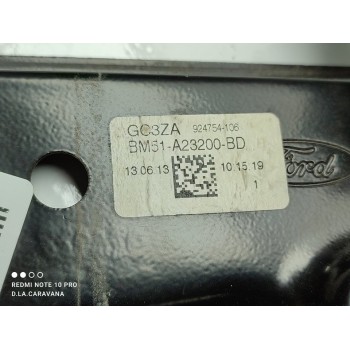 GC3ZA 924754-106
BM51-A23200-BD
13.06.13 10.15.19
1
Ford
REDMI NOTE 10 PRO
D.L.A.CARAVANA